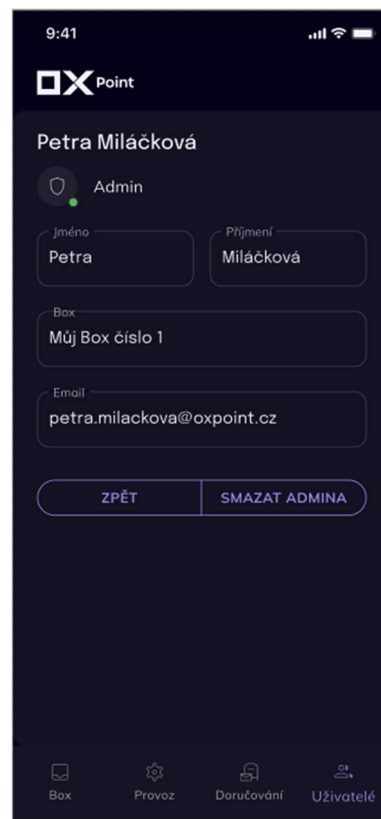 9:41
OX Point
Petra Miláčková
Admin
Jméno Příjmení
Petra Miláčková
Box
Můj Box číslo 1
Email
petra.milackova@oxpoint.cz
ZPĚT SMAZAT ADMINA
Box Provoz Doručování Uživatelé